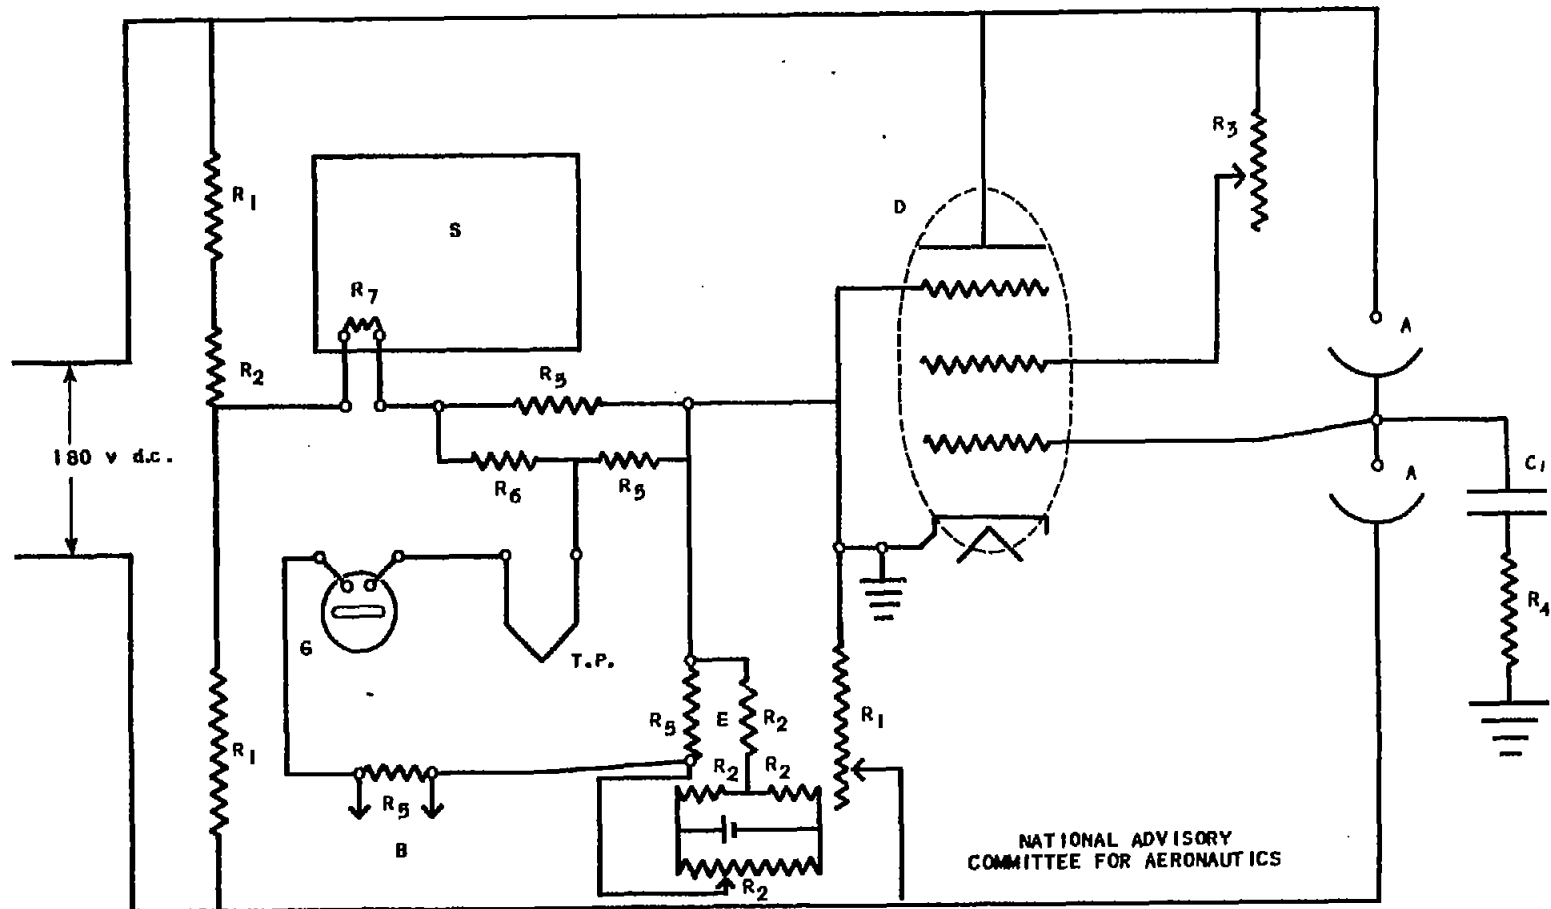 R₃
R₁
D
S
R₇
A
R₂
R₅
180 v d.c.
R₆ R₅
C₁
A
R₄
G
T.P.
R₅ E R₂
R₁
R₁
R₂ R₂
R₅
B
R₂
NATIONAL ADVISORY
COMMITTEE FOR AERONAUTICS